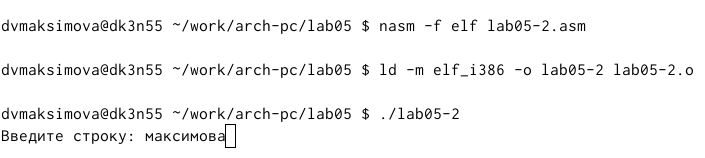 dvmaksimova@dk3n55 ~/work/arch-pc/lab05 $ nasm -f elf lab05-2.asm
dvmaksimova@dk3n55 ~/work/arch-pc/lab05 $ ld -m elf_i386 -o lab05-2 lab05-2.o
dvmaksimova@dk3n55 ~/work/arch-pc/lab05 $ ./lab05-2
Введите строку: максимова